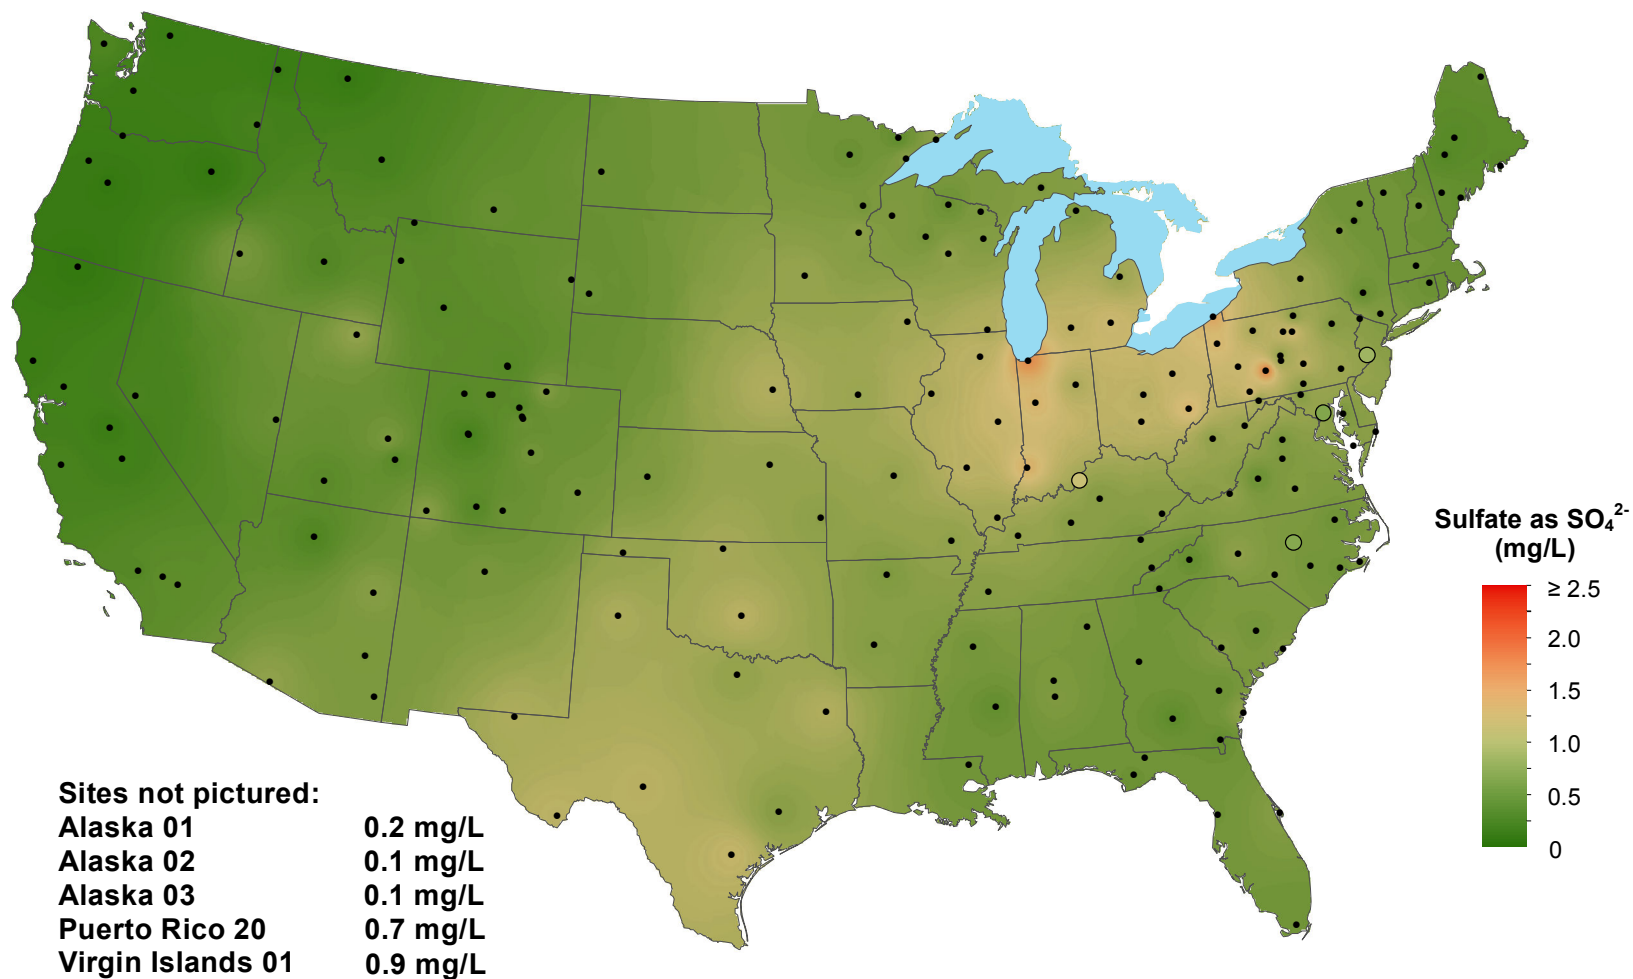 Sulfate as SO₄²⁻
(mg/L)
≥ 2.5
2.0
1.5
1.0
0.5
0
Sites not pictured:
Alaska 01 0.2 mg/L
Alaska 02 0.1 mg/L
Alaska 03 0.1 mg/L
Puerto Rico 20 0.7 mg/L
Virgin Islands 01 0.9 mg/L